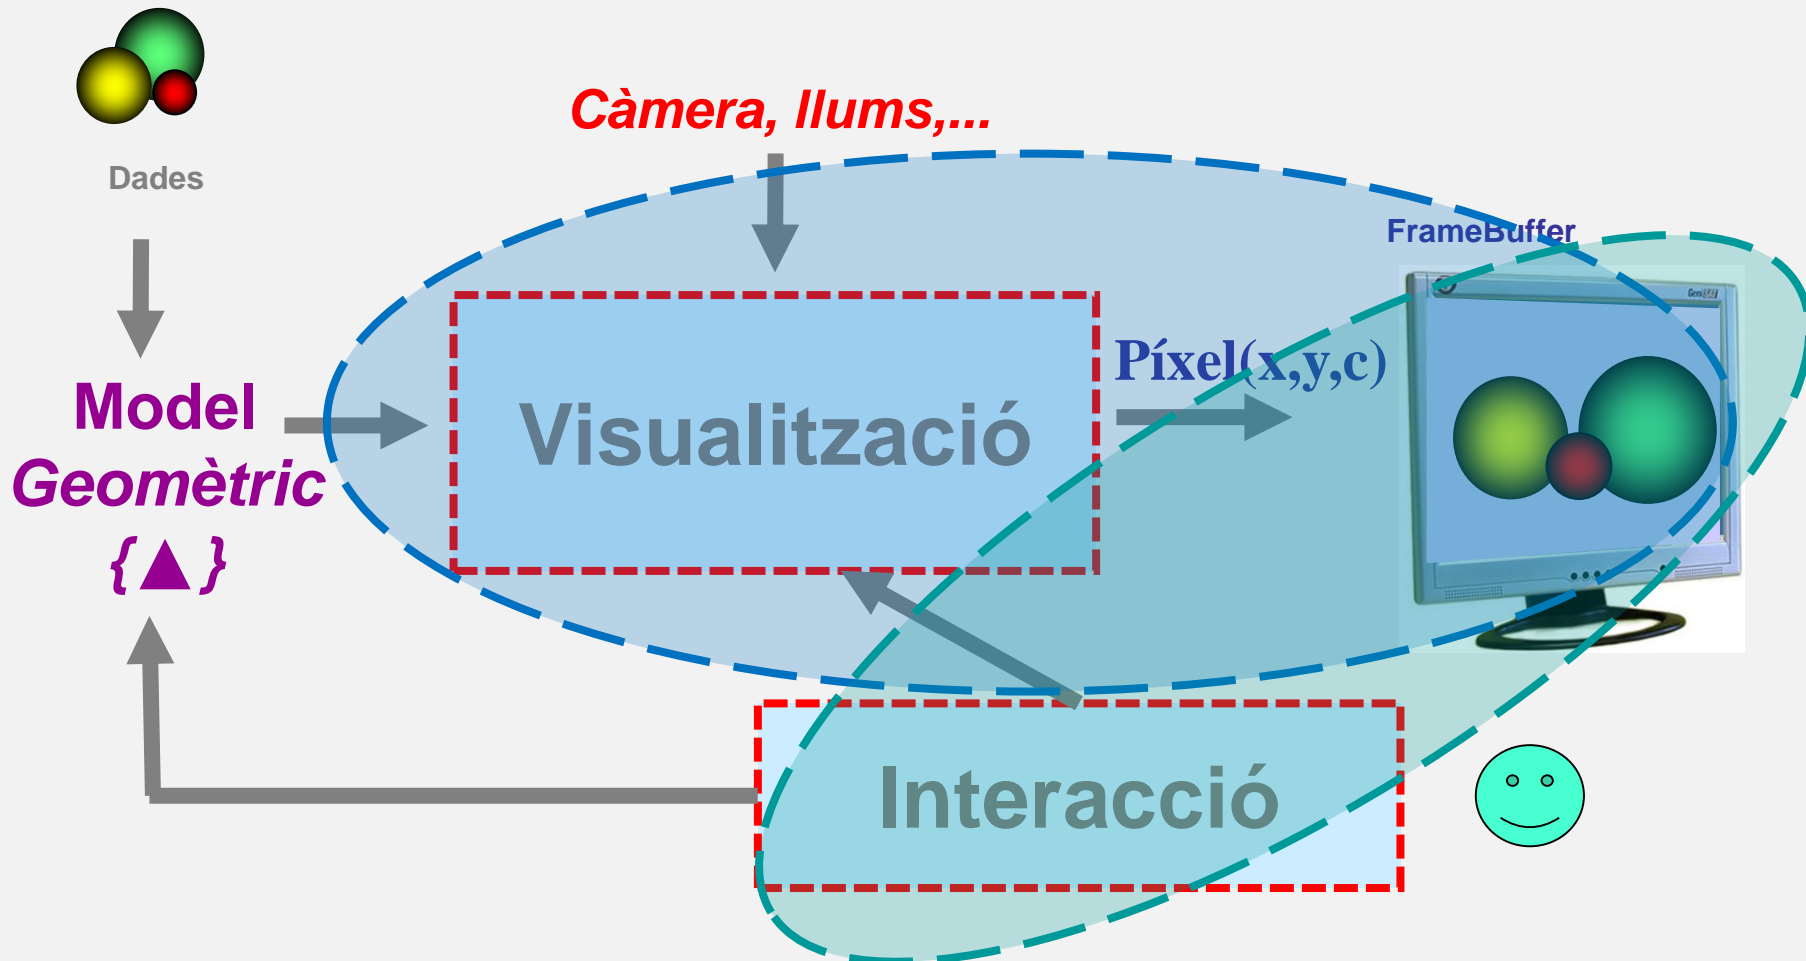 Càmera, llums,...
Dades
FrameBuffer
Píxel(x,y,c)
Model
Geomètric
{▲}
Visualització
Interacció